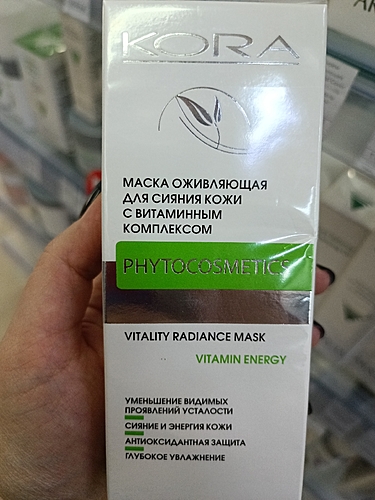 KORA
МАСКА ОЖИВЛЯЮЩАЯ
ДЛЯ СИЯНИЯ КОЖИ
С ВИТАМИННЫМ
КОМПЛЕКСОМ
PHYTOCOSMETICS
VITALITY RADIANCE MASK
VITAMIN ENERGY
УМЕНЬШЕНИЕ ВИДИМЫХ
ПРОЯВЛЕНИЙ УСТАЛОСТИ
СИЯНИЕ И ЭНЕРГИЯ КОЖИ
АНТИОКСИДАНТНАЯ ЗАЩИТА
ГЛУБОКОЕ УВЛАЖНЕНИЕ